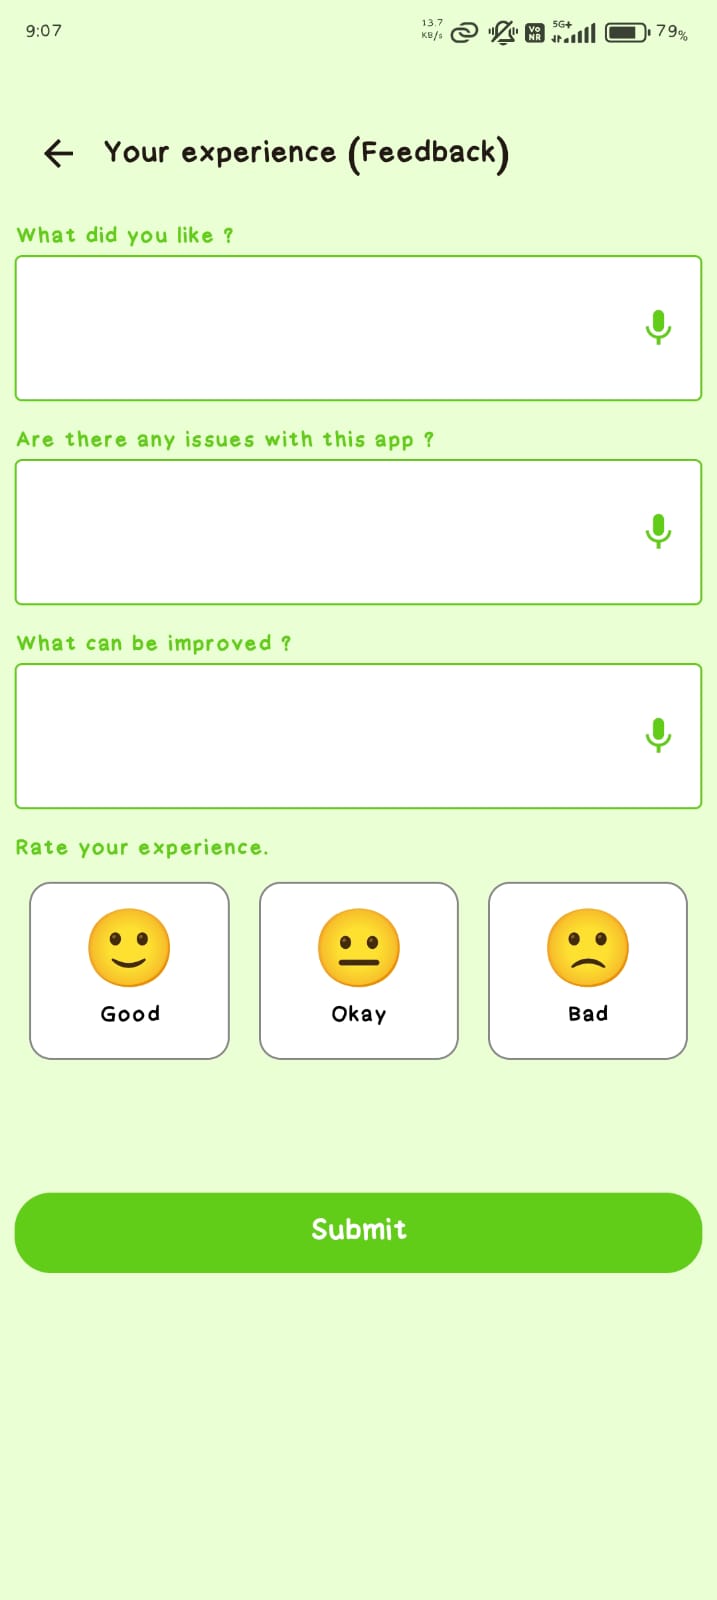 9:07
13.7
KB/s
Vo
NR
5G+
79%
Your experience (Feedback)
What did you like ?
Are there any issues with this app ?
What can be improved ?
Rate your experience.
Good
Okay
Bad
Submit